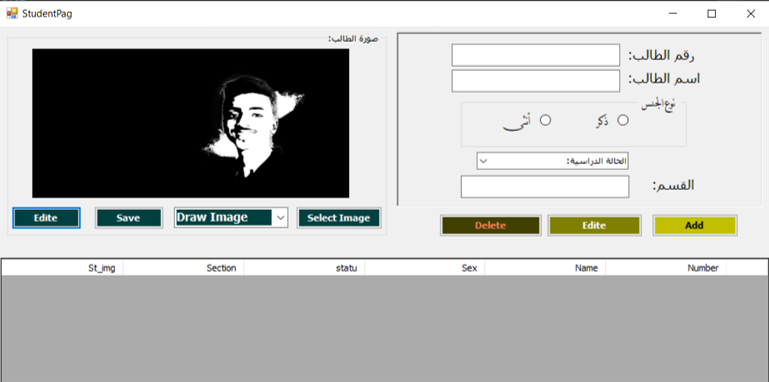 StudentPag
صورة الطالب:
رقم الطالب:
اسم الطالب:
نوع الجنس
ذكر
أنثى
الحالة الدراسية:
القسم:
Edite
Save
Draw Image
Select Image
Delete
Edite
Add
St_img
Section
statu
Sex
Name
Number